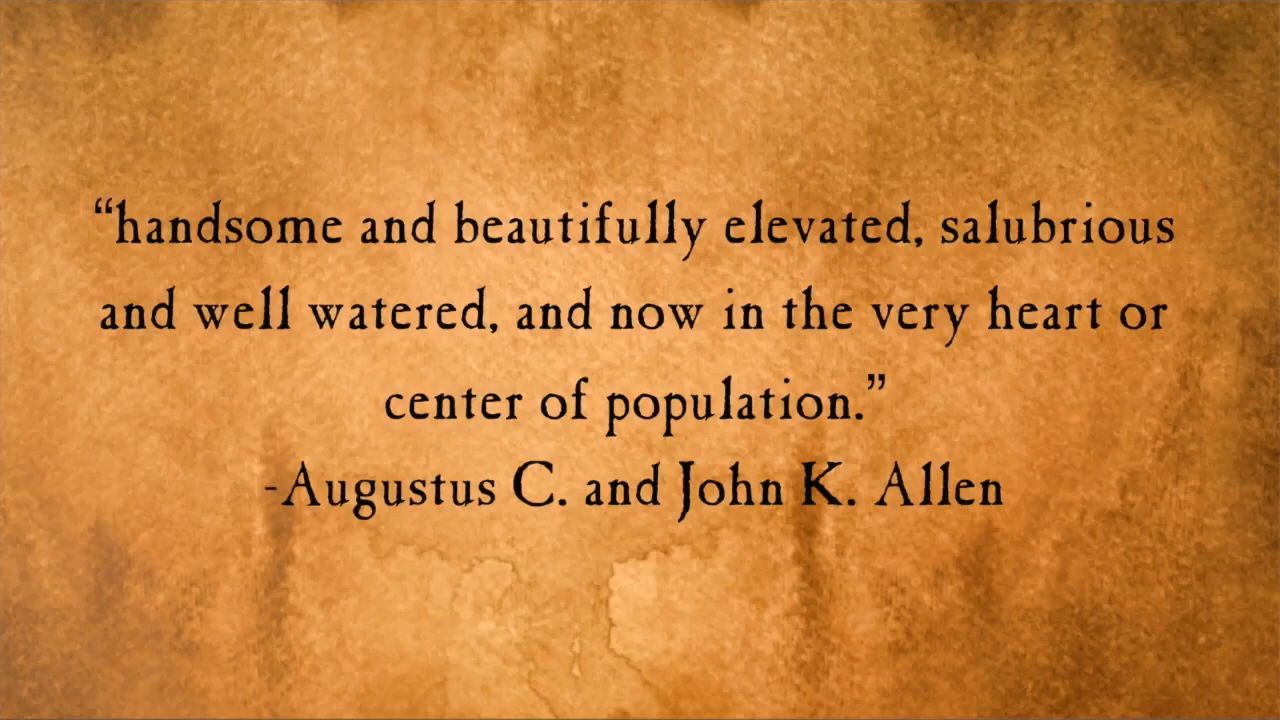 “handsome and beautifully elevated, salubrious
and well watered, and now in the very heart or
center of population.”
-Augustus C. and John K. Allen